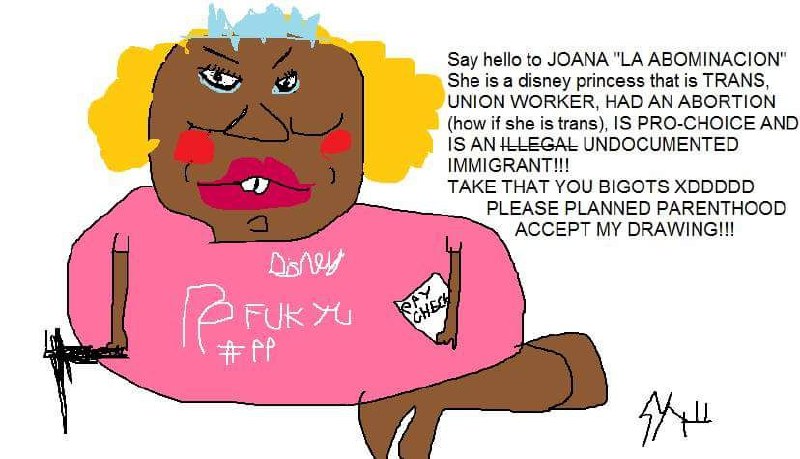 Say hello to JOANA "LA ABOMINACION"
She is a disney princess that is TRANS,
UNION WORKER, HAD AN ABORTION
(how if she is trans), IS PRO-CHOICE AND
IS AN ILLEGAL UNDOCUMENTED
IMMIGRANT!!!
TAKE THAT YOU BIGOTS XDDDDD
PLEASE PLANNED PARENTHOOD
ACCEPT MY DRAWING!!!
DisNEy
PP FUK YU
#PP
PAY
CHECK